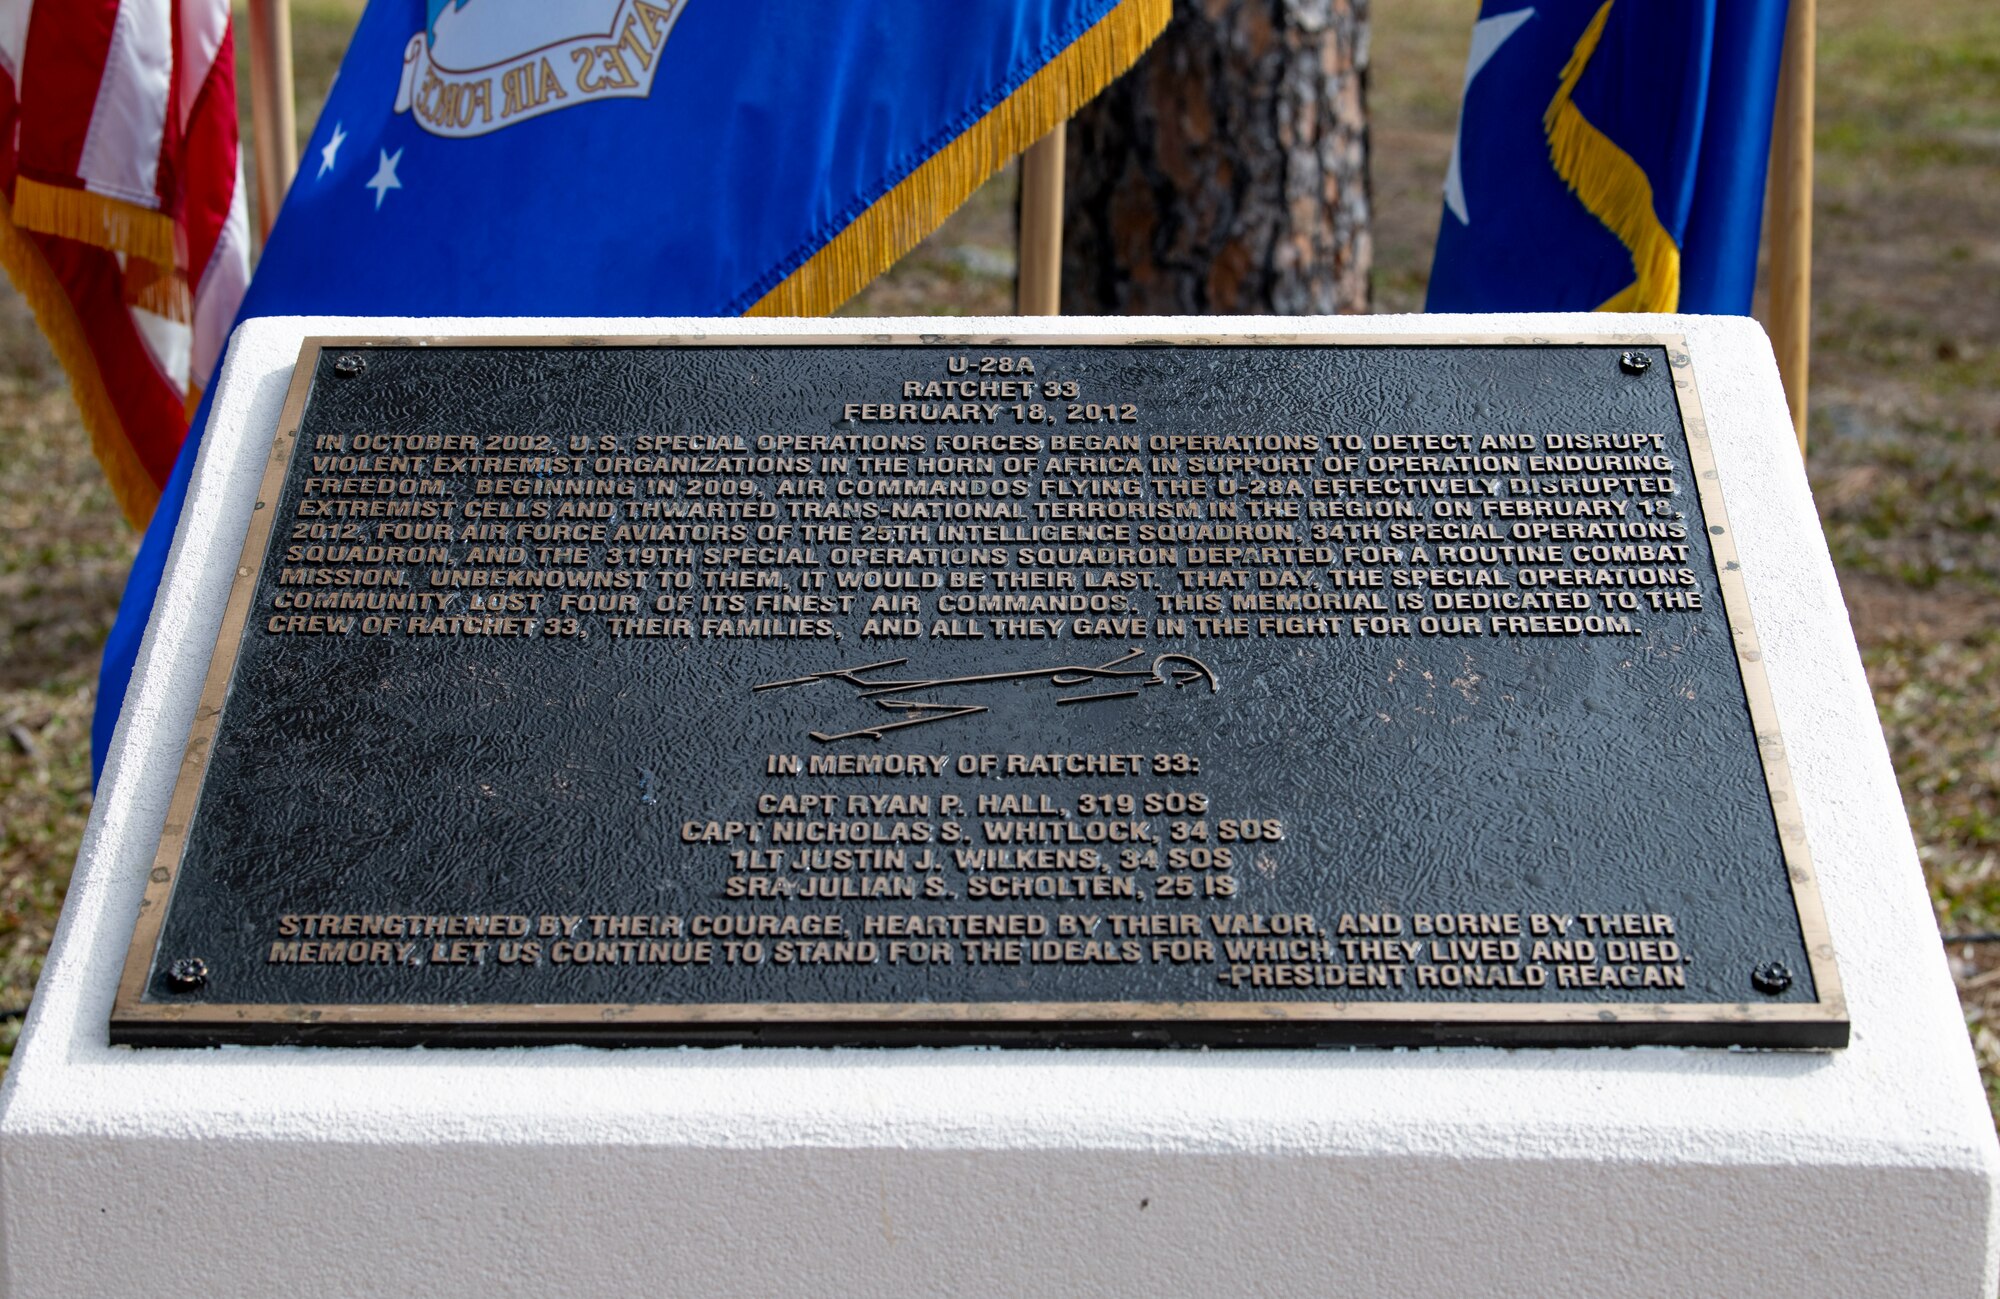 STATES AIR FORCE
U-28A
RATCHET 33
FEBRUARY 18, 2012
IN OCTOBER 2002, U.S. SPECIAL OPERATIONS FORCES BEGAN OPERATIONS TO DETECT AND DISRUPT
VIOLENT EXTREMIST ORGANIZATIONS IN THE HORN OF AFRICA IN SUPPORT OF OPERATION ENDURING
FREEDOM. BEGINNING IN 2009, AIR COMMANDOS FLYING THE U-28A EFFECTIVELY DISRUPTED
EXTREMIST CELLS AND THWARTED TRANS-NATIONAL TERRORISM IN THE REGION. ON FEBRUARY 18,
2012, FOUR AIR FORCE AVIATORS OF THE 25TH INTELLIGENCE SQUADRON, 34TH SPECIAL OPERATIONS
SQUADRON, AND THE 319TH SPECIAL OPERATIONS SQUADRON DEPARTED FOR A ROUTINE COMBAT
MISSION. UNBEKNOWNST TO THEM, IT WOULD BE THEIR LAST. THAT DAY, THE SPECIAL OPERATIONS
COMMUNITY LOST FOUR OF ITS FINEST AIR COMMANDOS. THIS MEMORIAL IS DEDICATED TO THE
CREW OF RATCHET 33, THEIR FAMILIES, AND ALL THEY GAVE IN THE FIGHT FOR OUR FREEDOM.
IN MEMORY OF RATCHET 33:
CAPT RYAN P. HALL, 319 SOS
CAPT NICHOLAS S. WHITLOCK, 34 SOS
1LT JUSTIN J. WILKENS, 34 SOS
SRA JULIAN S. SCHOLTEN, 25 IS
STRENGTHENED BY THEIR COURAGE, HEARTENED BY THEIR VALOR, AND BORNE BY THEIR
MEMORY, LET US CONTINUE TO STAND FOR THE IDEALS FOR WHICH THEY LIVED AND DIED.
-PRESIDENT RONALD REAGAN